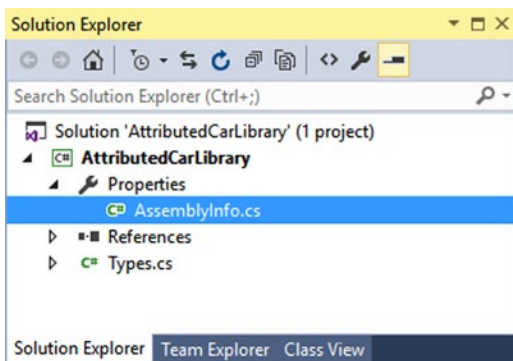 Solution Explorer
Search Solution Explorer (Ctrl+;)
Solution 'AttributedCarLibrary' (1 project)
C# AttributedCarLibrary
Properties
C# AssemblyInfo.cs
References
C# Types.cs
Solution Explorer Team Explorer Class View